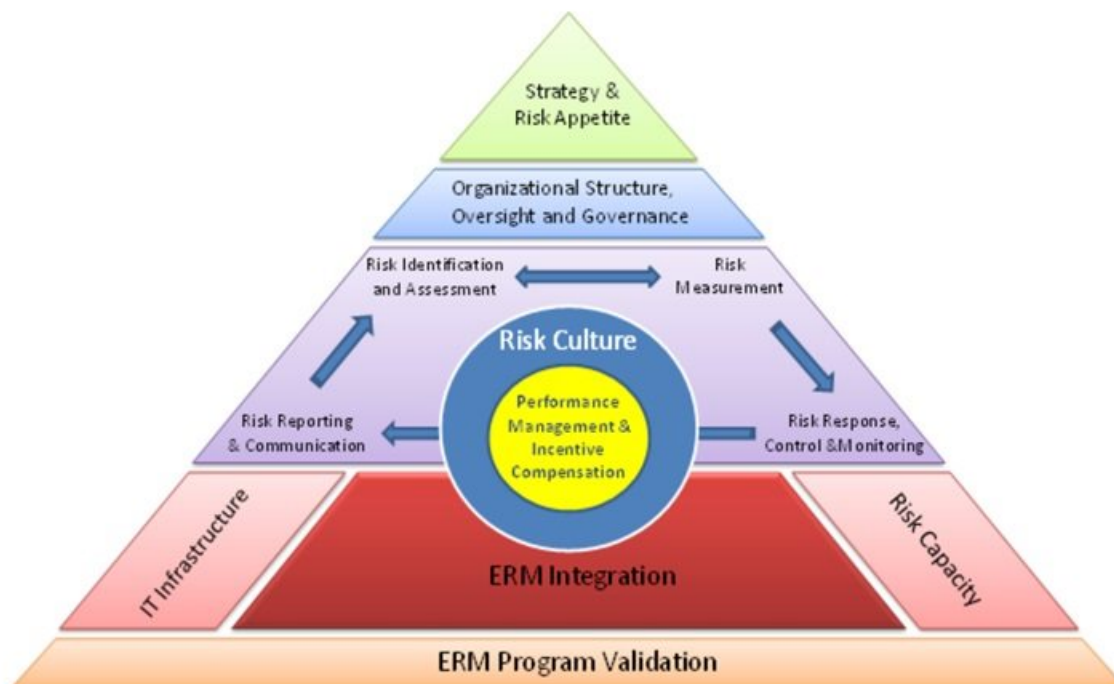 Strategy &
Risk Appetite
Organizational Structure,
Oversight and Governance
Risk Identification
and Assessment
Risk
Measurement
Risk Culture
Performance
Management &
Incentive
Compensation
Risk Reporting
& Communication
Risk Response,
Control &Monitoring
IT Infrastructure
ERM Integration
Risk Capacity
ERM Program Validation